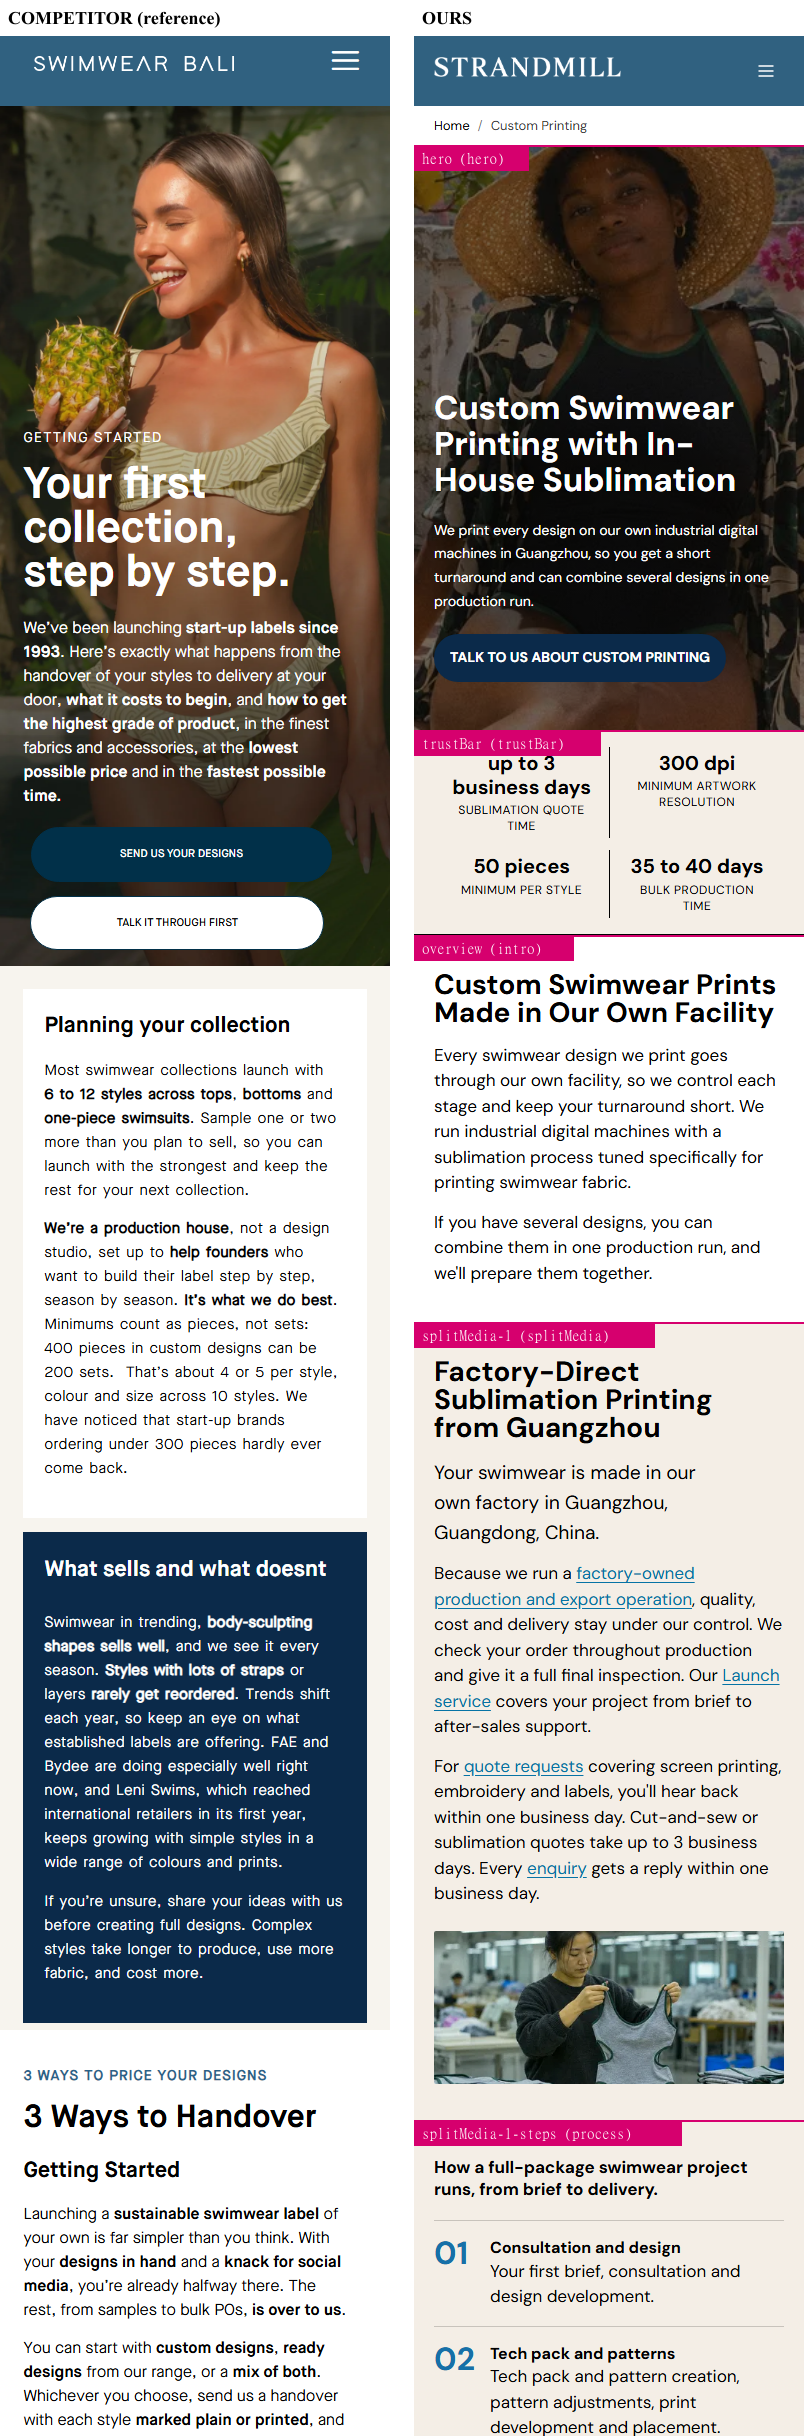 COMPETITOR (reference)
SWIMWEAR BALI
GETTING STARTED
Your first
collection,
step by step.
We've been launching start-up labels since
1993. Here's exactly what happens from the
handover of your styles to delivery at your
door, what it costs to begin, and how to get
the highest grade of product, in the finest
fabrics and accessories, at the lowest
possible price and in the fastest possible
time.
SEND US YOUR DESIGNS
TALK IT THROUGH FIRST
Planning your collection
Most swimwear collections launch with
6 to 12 styles across tops, bottoms and
one-piece swimsuits. Sample one or two
more than you plan to sell, so you can
launch with the strongest and keep the
rest for your next collection.
We're a production house, not a design
studio, set up to help founders who
want to build their label step by step,
season by season. It's what we do best.
Minimums count as pieces, not sets:
400 pieces in custom designs can be
200 sets. That's about 4 or 5 per style,
colour and size across 10 styles. We
have noticed that start-up brands
ordering under 300 pieces hardly ever
come back.
What sells and what doesnt
Swimwear in trending, body-sculpting
shapes sells well, and we see it every
season. Styles with lots of straps or
layers rarely get reordered. Trends shift
each year, so keep an eye on what
established labels are offering. FAE and
Bydee are doing especially well right
now, and Leni Swims, which reached
international retailers in its first year,
keeps growing with simple styles in a
wide range of colours and prints.
If you're unsure, share your ideas with us
before creating full designs. Complex
styles take longer to produce, use more
fabric, and cost more.
3 WAYS TO PRICE YOUR DESIGNS
3 Ways to Handover
Getting Started
Launching a sustainable swimwear label of
your own is far simpler than you think. With
your designs in hand and a knack for social
media, you're already halfway there. The
rest, from samples to bulk POs, is over to us.
You can start with custom designs, ready
designs from our range, or a mix of both.
Whichever you choose, send us a handover
with each style marked plain or printed, and
OURS
STRANDMILL
Home / Custom Printing
hero (hero)
Custom Swimwear
Printing with In-
House Sublimation
We print every design on our own industrial digital
machines in Guangzhou, so you get a short
turnaround and can combine several designs in one
production run.
TALK TO US ABOUT CUSTOM PRINTING
trustBar (trustBar)
up to 3
business days
SUBLIMATION QUOTE
TIME
300 dpi
MINIMUM ARTWORK
RESOLUTION
50 pieces
MINIMUM PER STYLE
35 to 40 days
BULK PRODUCTION
TIME
overview (intro)
Custom Swimwear Prints
Made in Our Own Facility
Every swimwear design we print goes
through our own facility, so we control each
stage and keep your turnaround short. We
run industrial digital machines with a
sublimation process tuned specifically for
printing swimwear fabric.
If you have several designs, you can
combine them in one production run, and
we'll prepare them together.
splitMedia-1 (splitMedia)
Factory-Direct
Sublimation Printing
from Guangzhou
Your swimwear is made in our
own factory in Guangzhou,
Guangdong, China.
Because we run a factory-owned
production and export operation, quality,
cost and delivery stay under our control. We
check your order throughout production
and give it a full final inspection. Our Launch
service covers your project from brief to
after-sales support.
For quote requests covering screen printing,
embroidery and labels, you'll hear back
within one business day. Cut-and-sew or
sublimation quotes take up to 3 business
days. Every enquiry gets a reply within one
business day.
splitMedia-1-steps (process)
How a full-package swimwear project
runs, from brief to delivery.
01 Consultation and design
Your first brief, consultation and
design development.
02 Tech pack and patterns
Tech pack and pattern creation,
pattern adjustments, print
development and placement.